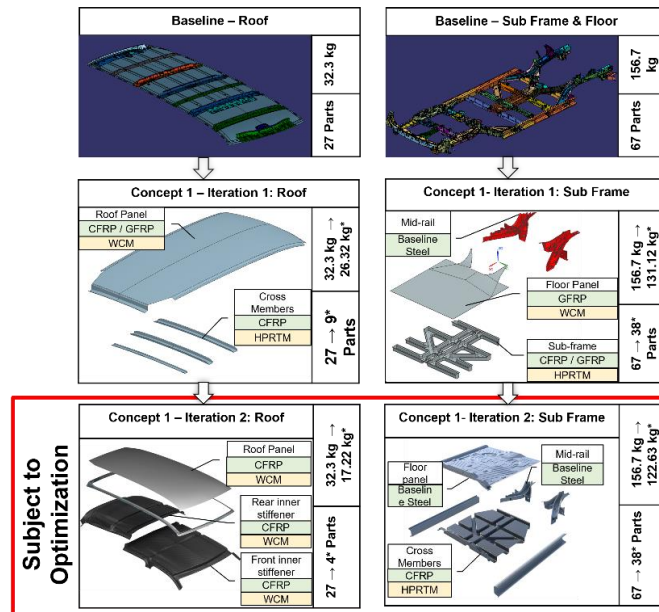 Baseline – Roof
32.3 kg
27 Parts
Baseline – Sub Frame & Floor
156.7
kg
67 Parts
Concept 1 – Iteration 1: Roof
Roof Panel
CFRP / GFRP
WCM
Cross
Members
CFRP
HPRTM
32.3 kg →
26.32 kg*
27 → 9*
Parts
Concept 1- Iteration 1: Sub Frame
Mid-rail
Baseline
Steel
Floor Panel
GFRP
WCM
Sub-frame
CFRP / GFRP
HPRTM
156.7 kg →
131.12 kg*
67 → 38*
Parts
Subject to
Optimization
Concept 1 – Iteration 2: Roof
Roof Panel
CFRP
WCM
Rear inner
stiffener
CFRP
WCM
Front inner
stiffener
CFRP
WCM
32.3 kg →
17.22 kg*
27 → 4* Parts
Concept 1- Iteration 2: Sub Frame
Floor
panel
Baselin
e Steel
Mid-rail
Baseline
Steel
Cross
Members
CFRP
HPRTM
156.7 kg →
122.63 kg*
67 → 38* Parts